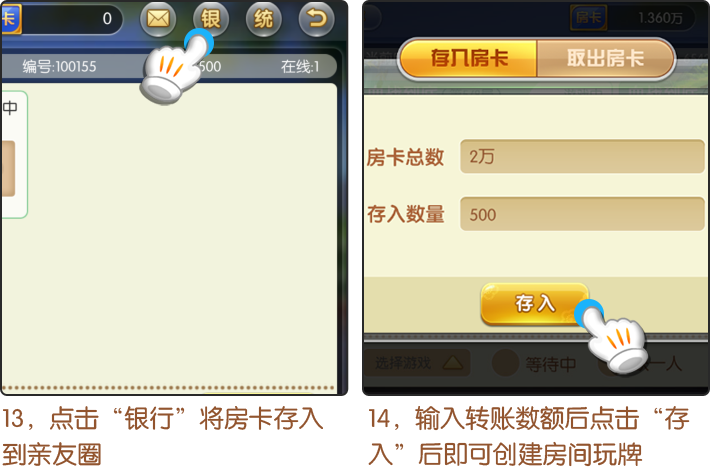 卡 0 银 统
编号:100155 500 在线:1
中
13，点击“银行”将房卡存入
到亲友圈
房卡 1.360万
存入房卡 取出房卡
房卡总数 2万
存入数量 500
存入
选择游戏 等待中 一人
14，输入转账数额后点击“存
入”后即可创建房间玩牌